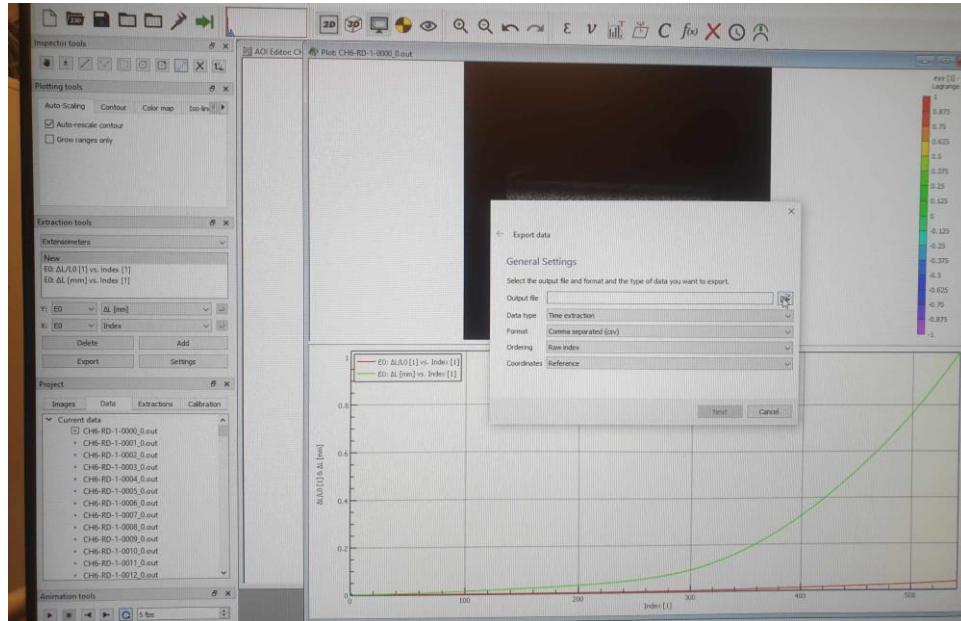 2D 3D ε ν C f(x)
Inspector tools
AOI Editor: CH
Plot: CH6-RD-1-0000_0.out
Plotting tools
Auto-Scaling Contour Color map Iso-lin
Auto-rescale contour
Grow ranges only
Extraction tools
Extensometers
New
E0: ΔL/L0 [1] vs. Index [1]
E0: ΔL [mm] vs. Index [1]
Y: E0 ΔL [mm]
X: E0 Index
Delete Add
Export Settings
Project
Images Data Extractions Calibration
Current data
CH6-RD-1-0000_0.out
CH6-RD-1-0001_0.out
CH6-RD-1-0002_0.out
CH6-RD-1-0003_0.out
CH6-RD-1-0004_0.out
CH6-RD-1-0005_0.out
CH6-RD-1-0006_0.out
CH6-RD-1-0007_0.out
CH6-RD-1-0008_0.out
CH6-RD-1-0009_0.out
CH6-RD-1-0010_0.out
CH6-RD-1-0011_0.out
CH6-RD-1-0012_0.out
Animation tools
5 fps
Lagrange
1
0.875
0.75
0.625
0.5
0.375
0.25
0.125
0
-0.125
-0.25
-0.375
-0.5
-0.625
-0.75
-0.875
-1
Export data
General Settings
Select the output file and format and the type of data you want to export.
Output file
Data type Time extraction
Format Comma separated (csv)
Ordering Raw index
Coordinates Reference
Next Cancel
E0: ΔL/L0 [1] vs. Index [1]
E0: ΔL [mm] vs. Index [1]
ΔL/L0 [1] & ΔL [mm]
1
0.8
0.6
0.4
0.2
0
100
200
300
400
500
Index [1]